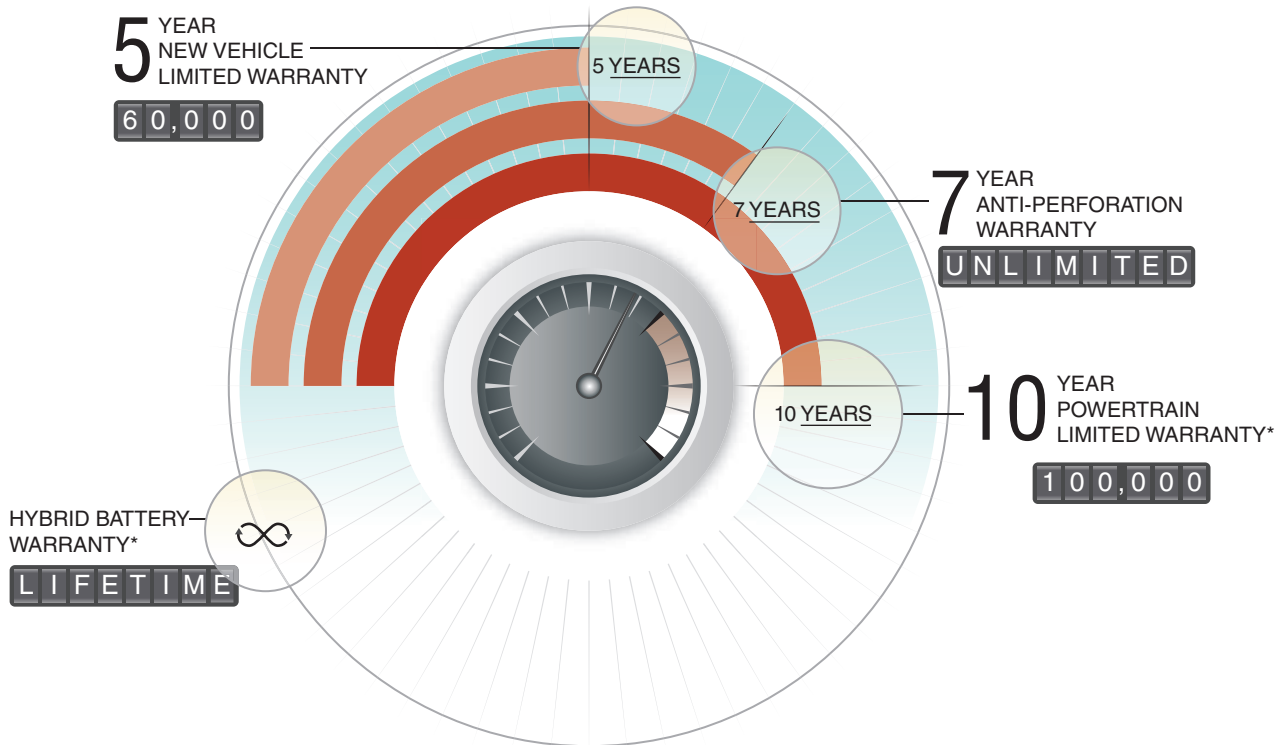 5 YEAR
NEW VEHICLE
LIMITED WARRANTY
60,000
5 YEARS
7 YEARS
7 YEAR
ANTI-PERFORATION
WARRANTY
UNLIMITED
10 YEARS
10 YEAR
POWERTRAIN
LIMITED WARRANTY*
100,000
HYBRID BATTERY
WARRANTY*
LIFETIME